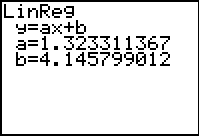 LinReg
y=ax+b
a=1.323311367
b=4.145799012